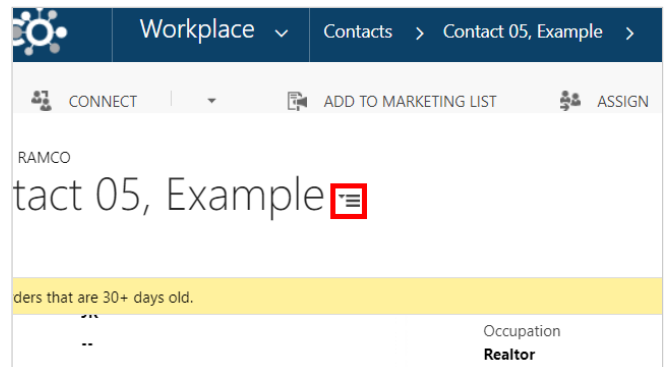 Workplace Contacts > Contact 05, Example >
CONNECT ADD TO MARKETING LIST ASSIGN
RAMCO
tact 05, Example
ders that are 30+ days old.
--
Occupation
Realtor